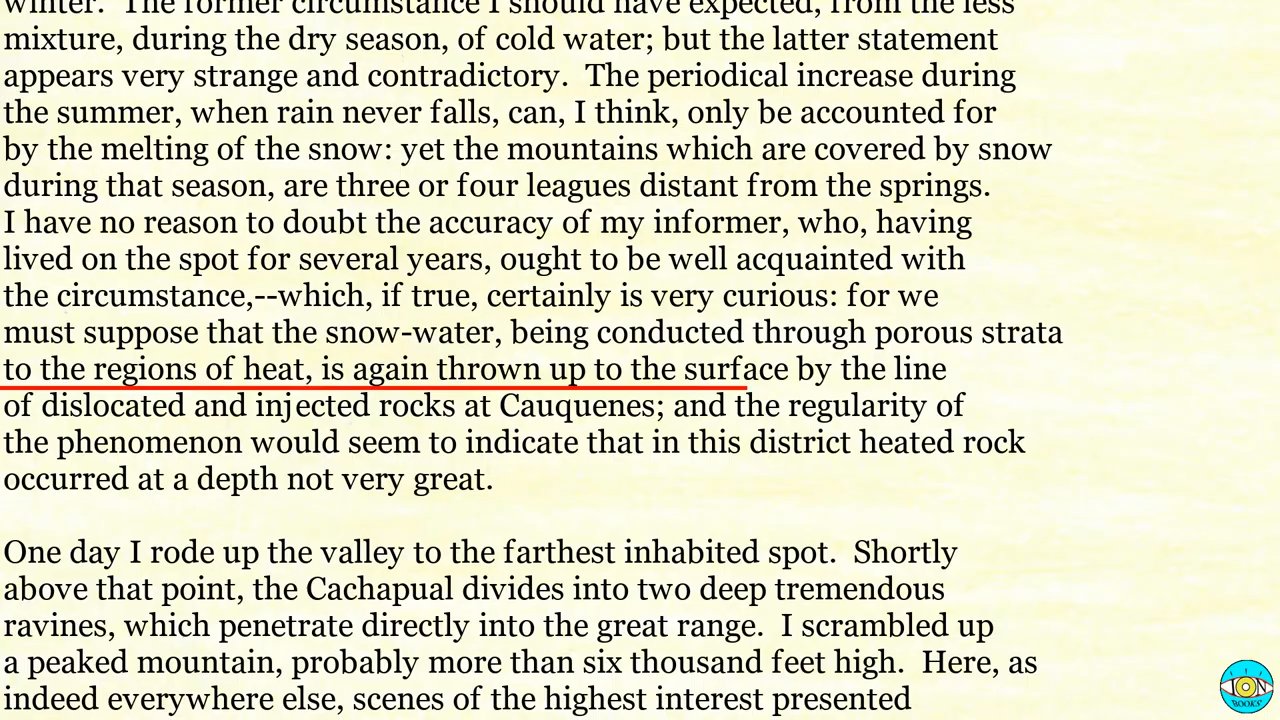 winter.  The former circumstance I should have expected, from the less
mixture, during the dry season, of cold water; but the latter statement
appears very strange and contradictory.  The periodical increase during
the summer, when rain never falls, can, I think, only be accounted for
by the melting of the snow: yet the mountains which are covered by snow
during that season, are three or four leagues distant from the springs.
I have no reason to doubt the accuracy of my informer, who, having
lived on the spot for several years, ought to be well acquainted with
the circumstance,--which, if true, certainly is very curious: for we
must suppose that the snow-water, being conducted through porous strata
to the regions of heat, is again thrown up to the surface by the line
of dislocated and injected rocks at Cauquenes; and the regularity of
the phenomenon would seem to indicate that in this district heated rock
occurred at a depth not very great.
One day I rode up the valley to the farthest inhabited spot.  Shortly
above that point, the Cachapual divides into two deep tremendous
ravines, which penetrate directly into the great range.  I scrambled up
a peaked mountain, probably more than six thousand feet high.  Here, as
indeed everywhere else, scenes of the highest interest presented
ION
BOOKS